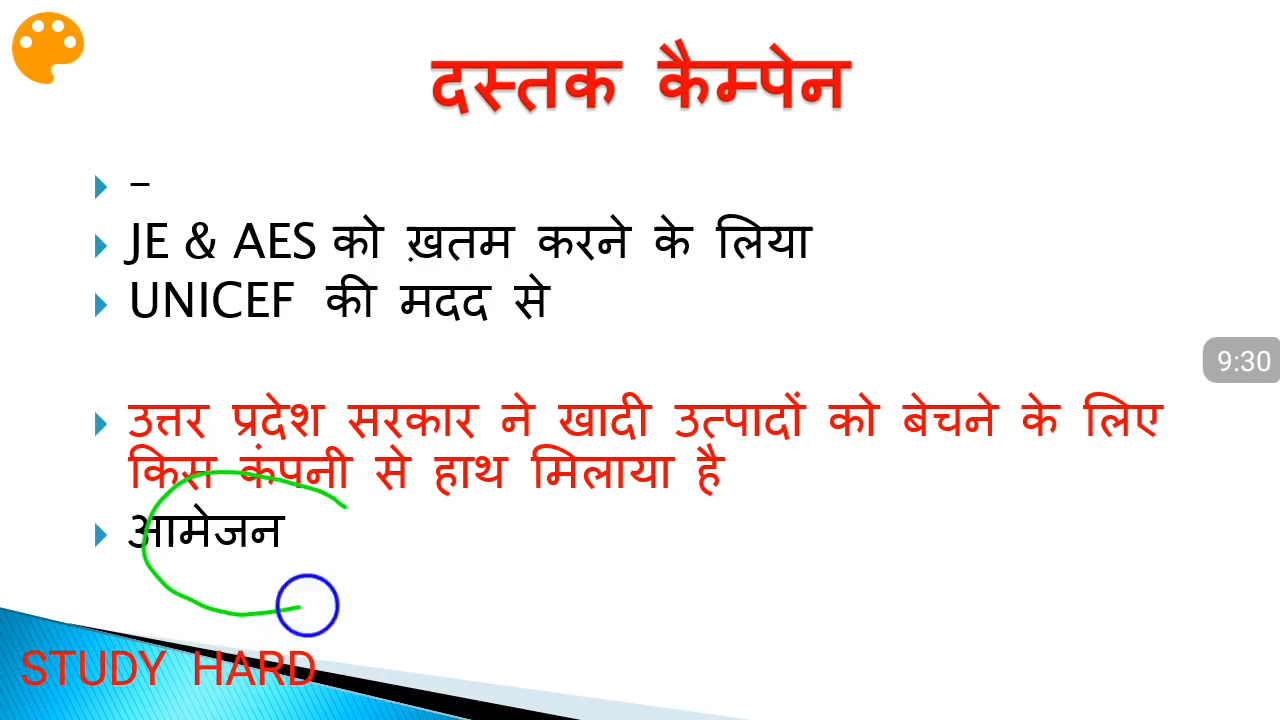 दस्तक कैम्पेन
–
JE & AES को ख़तम करने के लिया
UNICEF की मदद से
9:30
उत्तर प्रदेश सरकार ने खादी उत्पादों को बेचने के लिए
किस कंपनी से हाथ मिलाया है
आमेजन
STUDY HARD